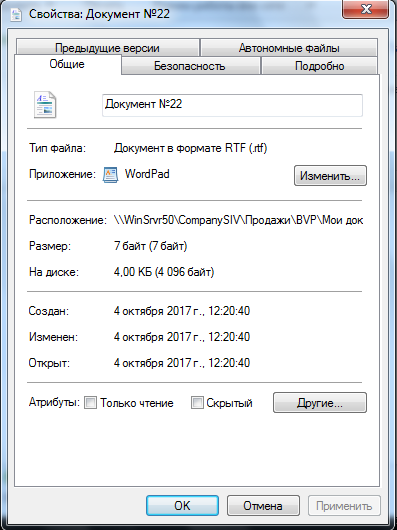 Свойства: Документ №22
Предыдущие версии Автономные файлы
Общие Безопасность Подробно
Документ №22
Тип файла: Документ в формате RTF (.rtf)
Приложение: WordPad Изменить...
Расположение: \\WinSrvr50\CompanySIV\Продажи\BVP\Мои док
Размер: 7 байт (7 байт)
На диске: 4,00 КБ (4 096 байт)
Создан: 4 октября 2017 г., 12:20:40
Изменен: 4 октября 2017 г., 12:20:40
Открыт: 4 октября 2017 г., 12:20:40
Атрибуты: Только чтение Скрытый Другие...
OK Отмена Применить